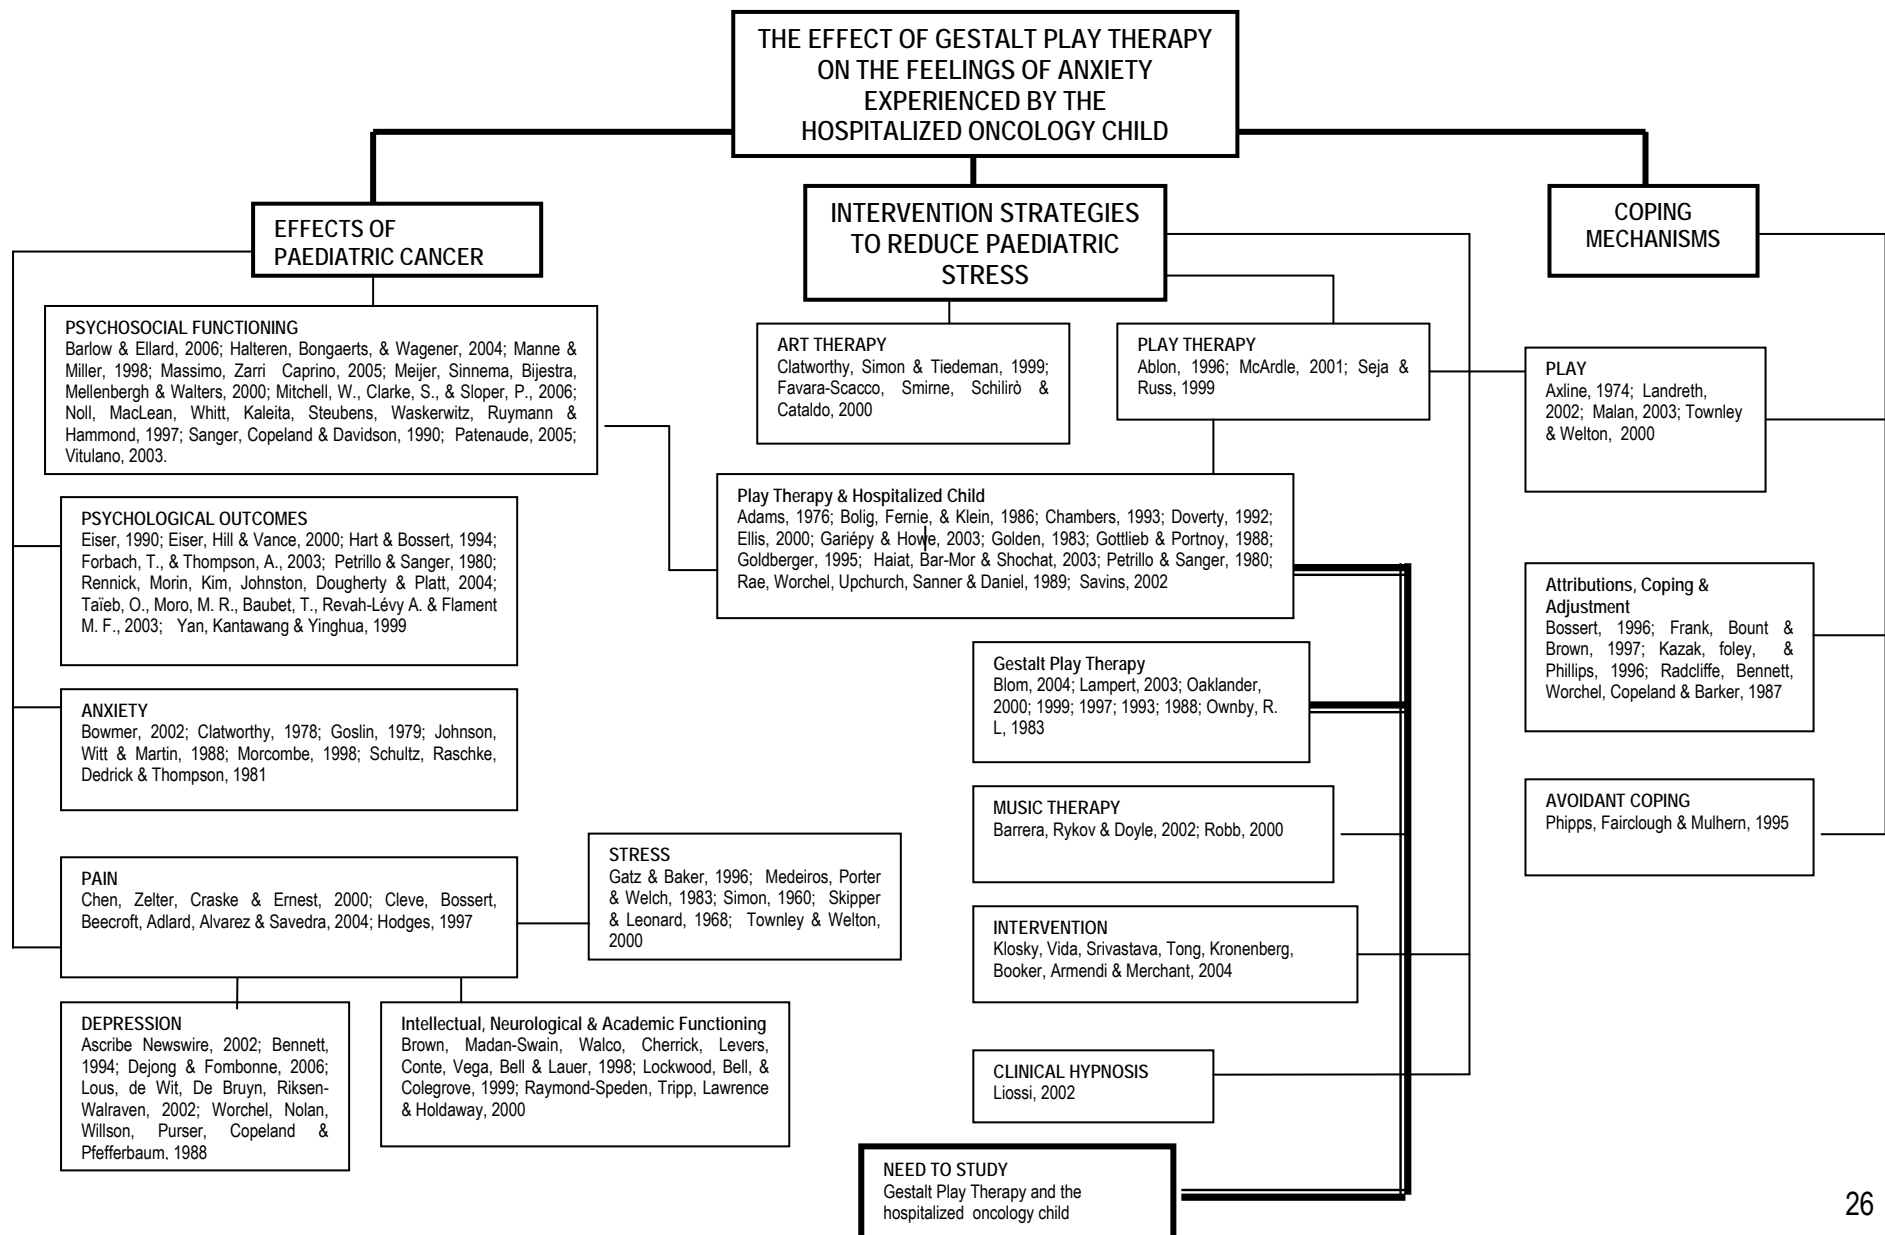 THE EFFECT OF GESTALT PLAY THERAPY
ON THE FEELINGS OF ANXIETY
EXPERIENCED BY THE
HOSPITALIZED ONCOLOGY CHILD
EFFECTS OF
PAEDIATRIC CANCER
INTERVENTION STRATEGIES
TO REDUCE PAEDIATRIC
STRESS
COPING
MECHANISMS
PSYCHOSOCIAL FUNCTIONING
Barlow & Ellard, 2006; Halteren, Bongaerts, & Wagener, 2004; Manne &
Miller, 1998; Massimo, Zarri Caprino, 2005; Meijer, Sinnema, Bijestra,
Mellenbergh & Walters, 2000; Mitchell, W., Clarke, S., & Sloper, P., 2006;
Noll, MacLean, Whitt, Kaleita, Steubens, Waskerwitz, Ruymann &
Hammond, 1997; Sanger, Copeland & Davidson, 1990; Patenaude, 2005;
Vitulano, 2003.
ART THERAPY
Clatworthy, Simon & Tiedeman, 1999;
Favara-Scacco, Smirne, Schilirò &
Cataldo, 2000
PLAY THERAPY
Ablon, 1996; McArdle, 2001; Seja &
Russ, 1999
PLAY
Axline, 1974; Landreth,
2002; Malan, 2003; Townley
& Welton, 2000
PSYCHOLOGICAL OUTCOMES
Eiser, 1990; Eiser, Hill & Vance, 2000; Hart & Bossert, 1994;
Forbach, T., & Thompson, A., 2003; Petrillo & Sanger, 1980;
Rennick, Morin, Kim, Johnston, Dougherty & Platt, 2004;
Taïeb, O., Moro, M. R., Baubet, T., Revah-Lévy A. & Flament
M. F., 2003; Yan, Kantawang & Yinghua, 1999
Play Therapy & Hospitalized Child
Adams, 1976; Bolig, Fernie, & Klein, 1986; Chambers, 1993; Doverty, 1992;
Ellis, 2000; Gariépy & Howe, 2003; Golden, 1983; Gottlieb & Portnoy, 1988;
Goldberger, 1995; Haiat, Bar-Mor & Shochat, 2003; Petrillo & Sanger, 1980;
Rae, Worchel, Upchurch, Sanner & Daniel, 1989; Savins, 2002
Attributions, Coping &
Adjustment
Bossert, 1996; Frank, Bount &
Brown, 1997; Kazak, foley, &
Phillips, 1996; Radcliffe, Bennett,
Worchel, Copeland & Barker, 1987
Gestalt Play Therapy
Blom, 2004; Lampert, 2003; Oaklander,
2000; 1999; 1997; 1993; 1988; Ownby, R.
L, 1983
ANXIETY
Bowmer, 2002; Clatworthy, 1978; Goslin, 1979; Johnson,
Witt & Martin, 1988; Morcombe, 1998; Schultz, Raschke,
Dedrick & Thompson, 1981
MUSIC THERAPY
Barrera, Rykov & Doyle, 2002; Robb, 2000
AVOIDANT COPING
Phipps, Fairclough & Mulhern, 1995
PAIN
Chen, Zelter, Craske & Ernest, 2000; Cleve, Bossert,
Beecroft, Adlard, Alvarez & Savedra, 2004; Hodges, 1997
STRESS
Gatz & Baker, 1996; Medeiros, Porter
& Welch, 1983; Simon, 1960; Skipper
& Leonard, 1968; Townley & Welton,
2000
INTERVENTION
Klosky, Vida, Srivastava, Tong, Kronenberg,
Booker, Armendi & Merchant, 2004
DEPRESSION
Ascribe Newswire, 2002; Bennett,
1994; Dejong & Fombonne, 2006;
Lous, de Wit, De Bruyn, Riksen-
Walraven, 2002; Worchel, Nolan,
Willson, Purser, Copeland &
Pfefferbaum, 1988
Intellectual, Neurological & Academic Functioning
Brown, Madan-Swain, Walco, Cherrick, Levers,
Conte, Vega, Bell & Lauer, 1998; Lockwood, Bell, &
Colegrove, 1999; Raymond-Speden, Tripp, Lawrence
& Holdaway, 2000
CLINICAL HYPNOSIS
Liossi, 2002
NEED TO STUDY
Gestalt Play Therapy and the
hospitalized oncology child
26